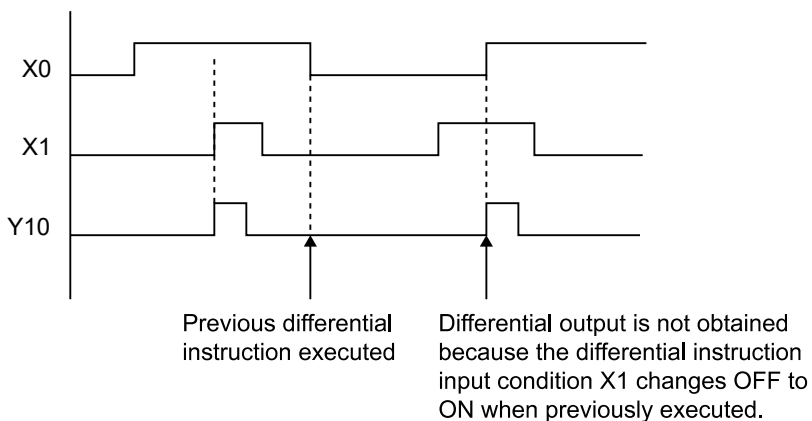 X0
X1
Y10
Previous differential
instruction executed
Differential output is not obtained
because the differential instruction
input condition X1 changes OFF to
ON when previously executed.